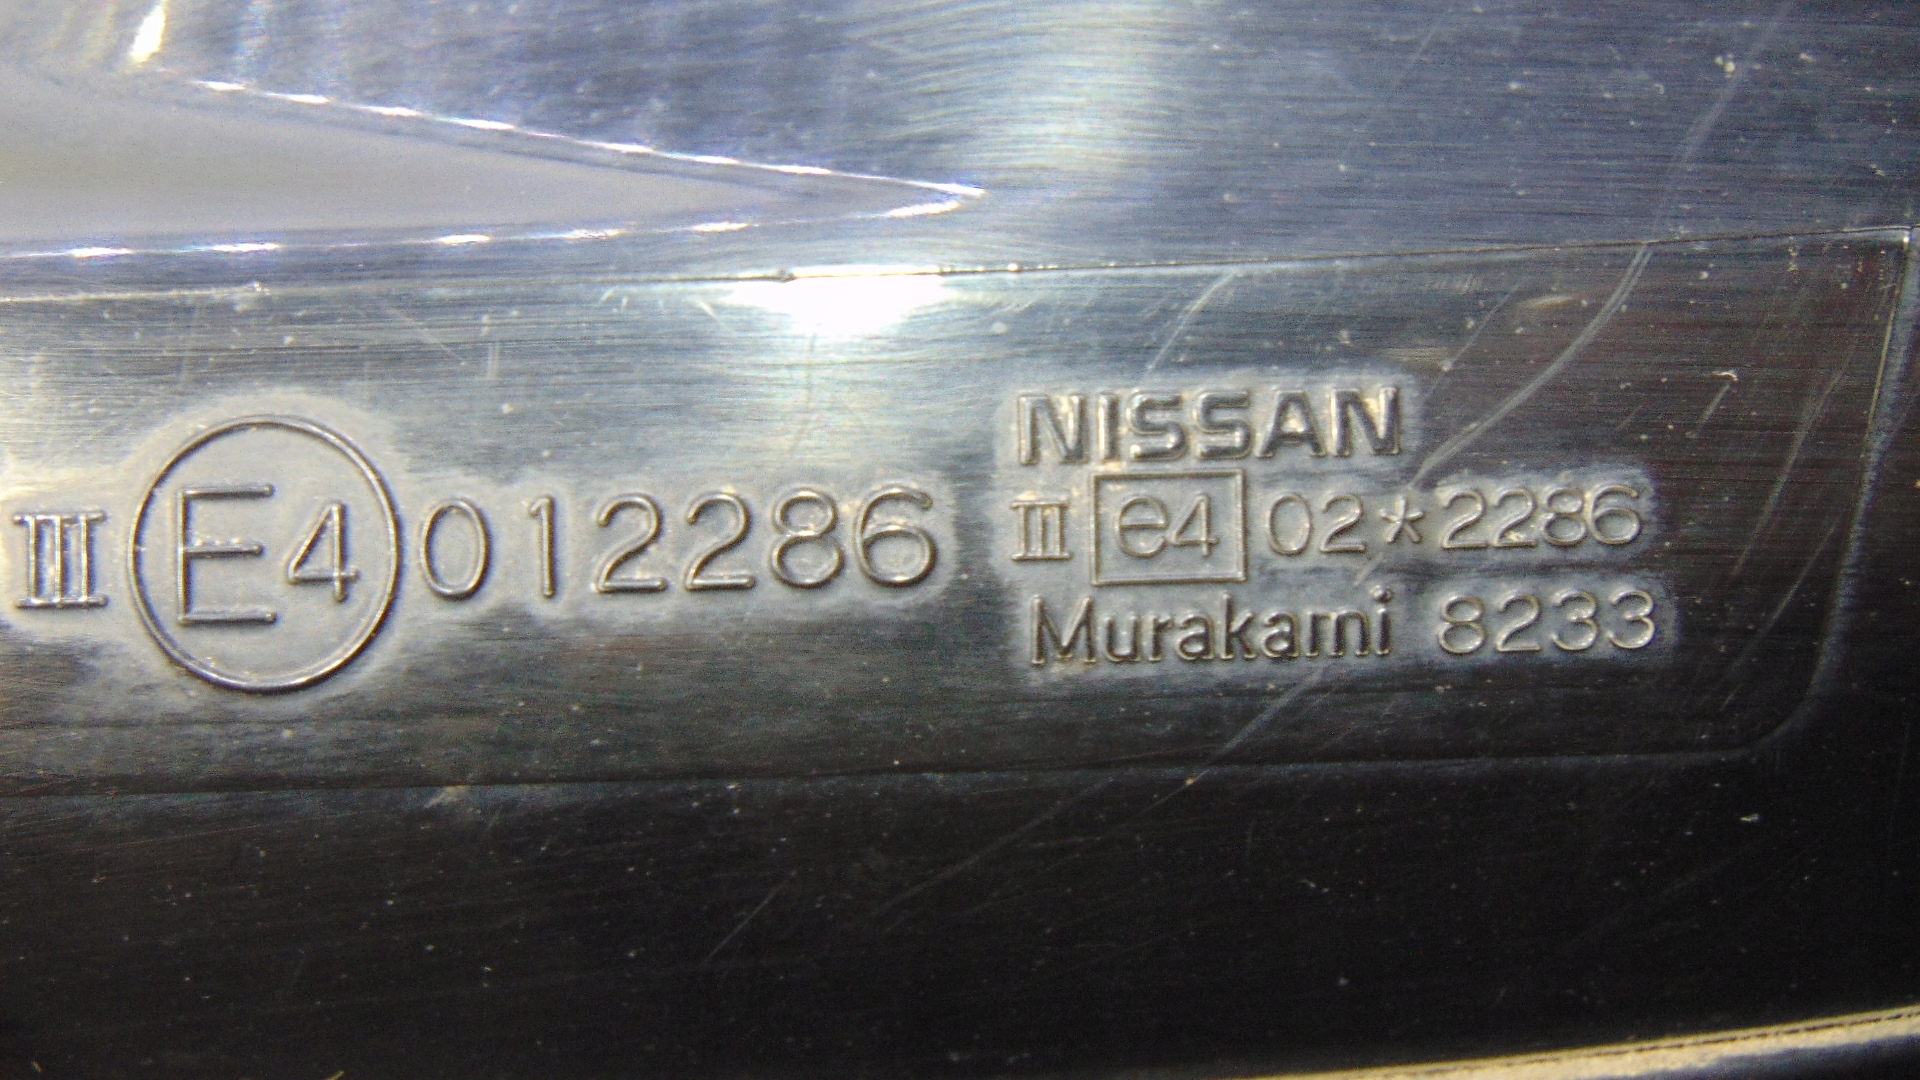 III E4 012286
NISSAN
III e4 02*2286
Murakami 8233